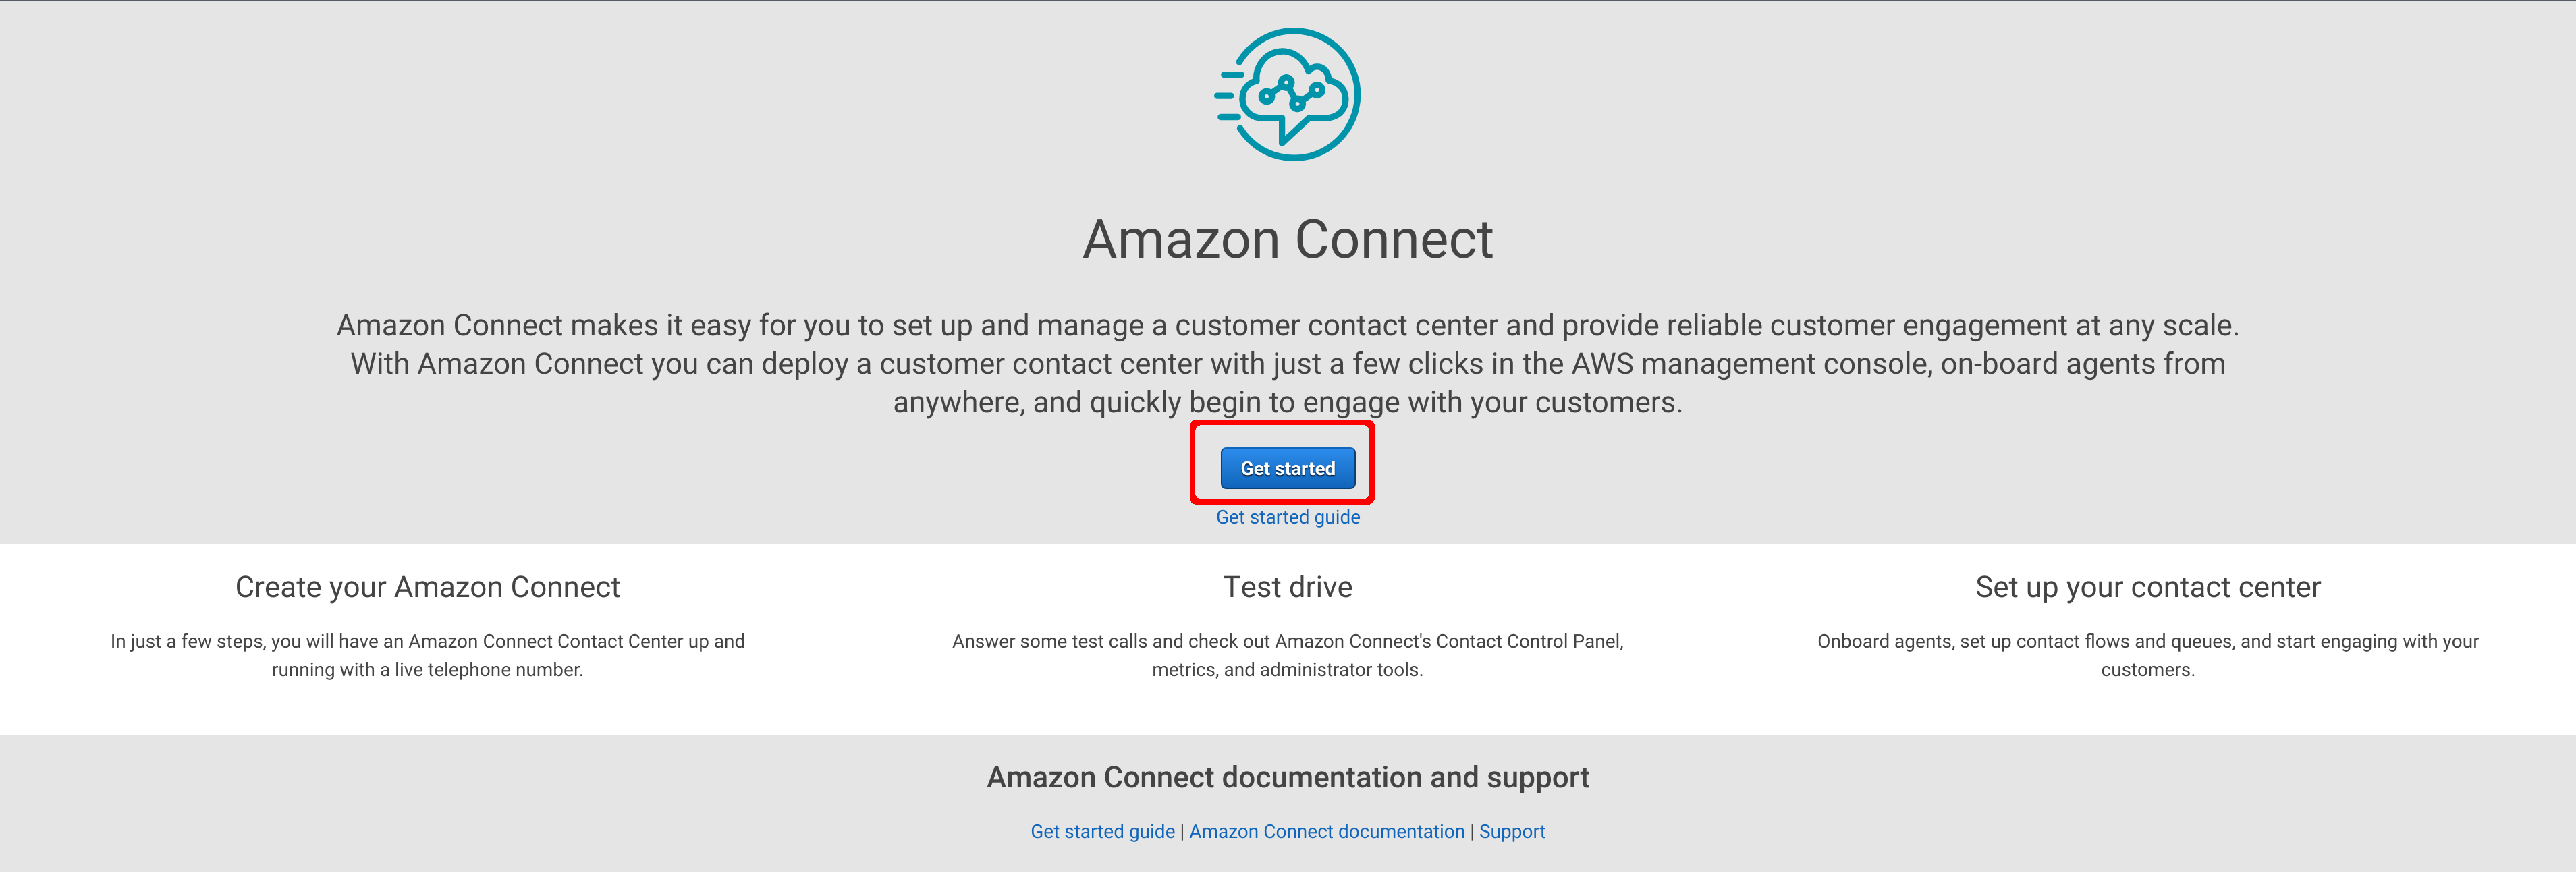 Amazon Connect
Amazon Connect makes it easy for you to set up and manage a customer contact center and provide reliable customer engagement at any scale.
With Amazon Connect you can deploy a customer contact center with just a few clicks in the AWS management console, on-board agents from
anywhere, and quickly begin to engage with your customers.
Get started
Get started guide
Create your Amazon Connect
In just a few steps, you will have an Amazon Connect Contact Center up and
running with a live telephone number.
Test drive
Answer some test calls and check out Amazon Connect's Contact Control Panel,
metrics, and administrator tools.
Set up your contact center
Onboard agents, set up contact flows and queues, and start engaging with your
customers.
Amazon Connect documentation and support
Get started guide | Amazon Connect documentation | Support